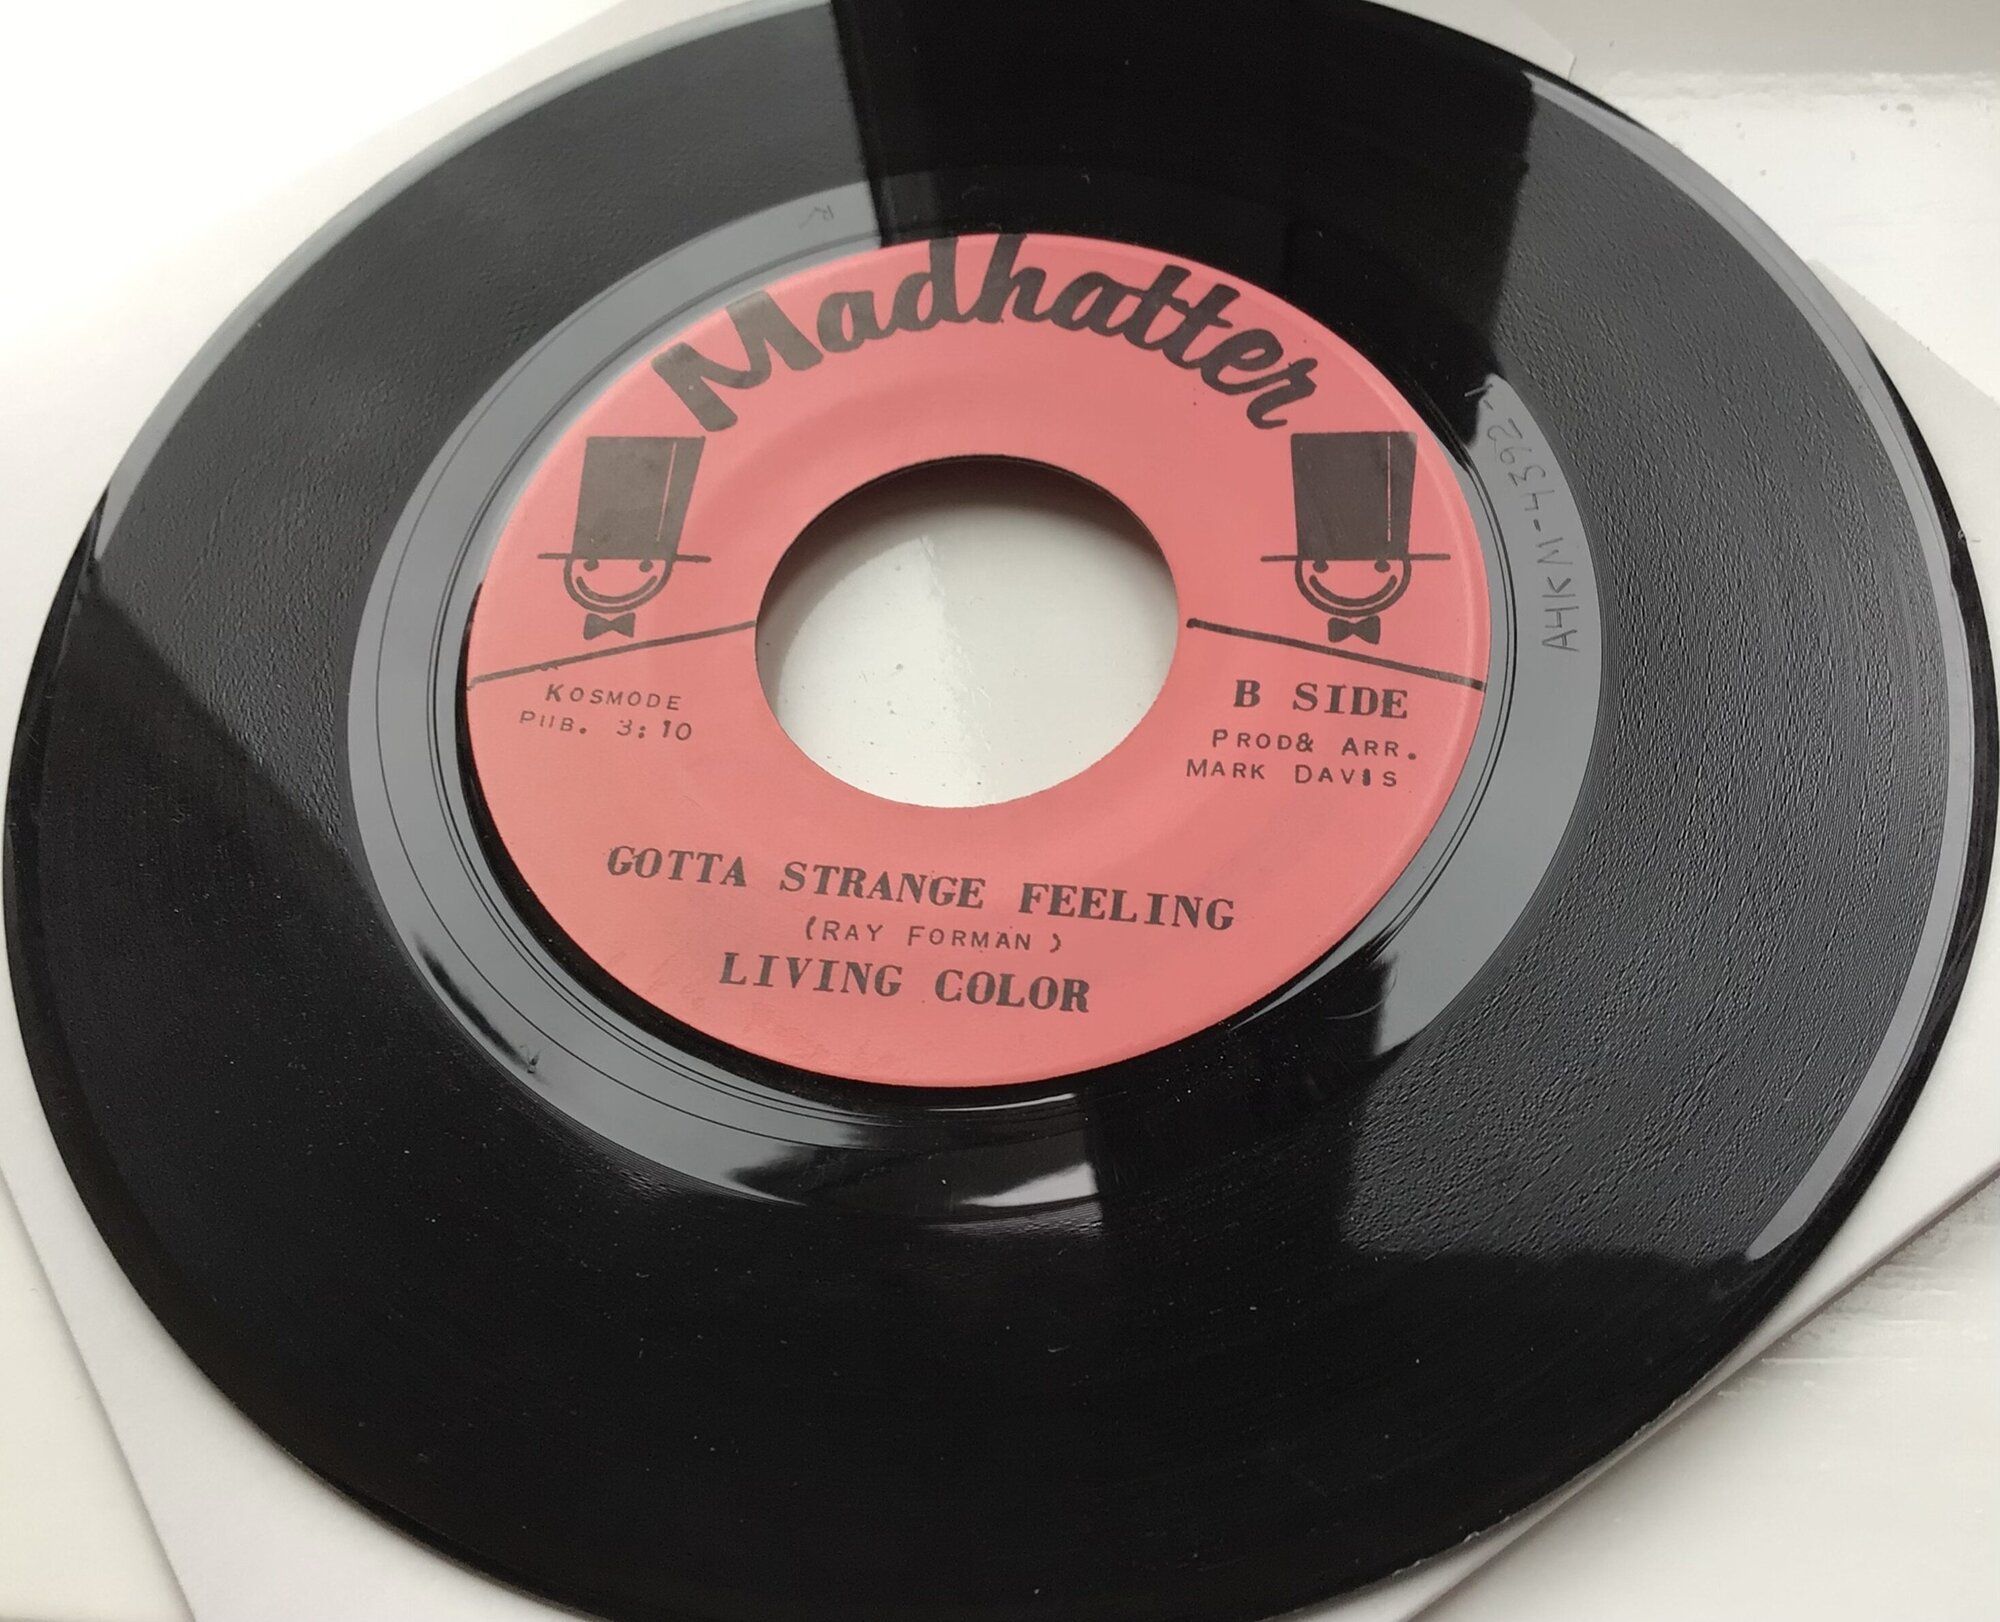 Madhatter
KOSMODE
PUB. 3:10
B SIDE
PROD& ARR.
MARK DAVIS
GOTTA STRANGE FEELING
(RAY FORMAN )
LIVING COLOR